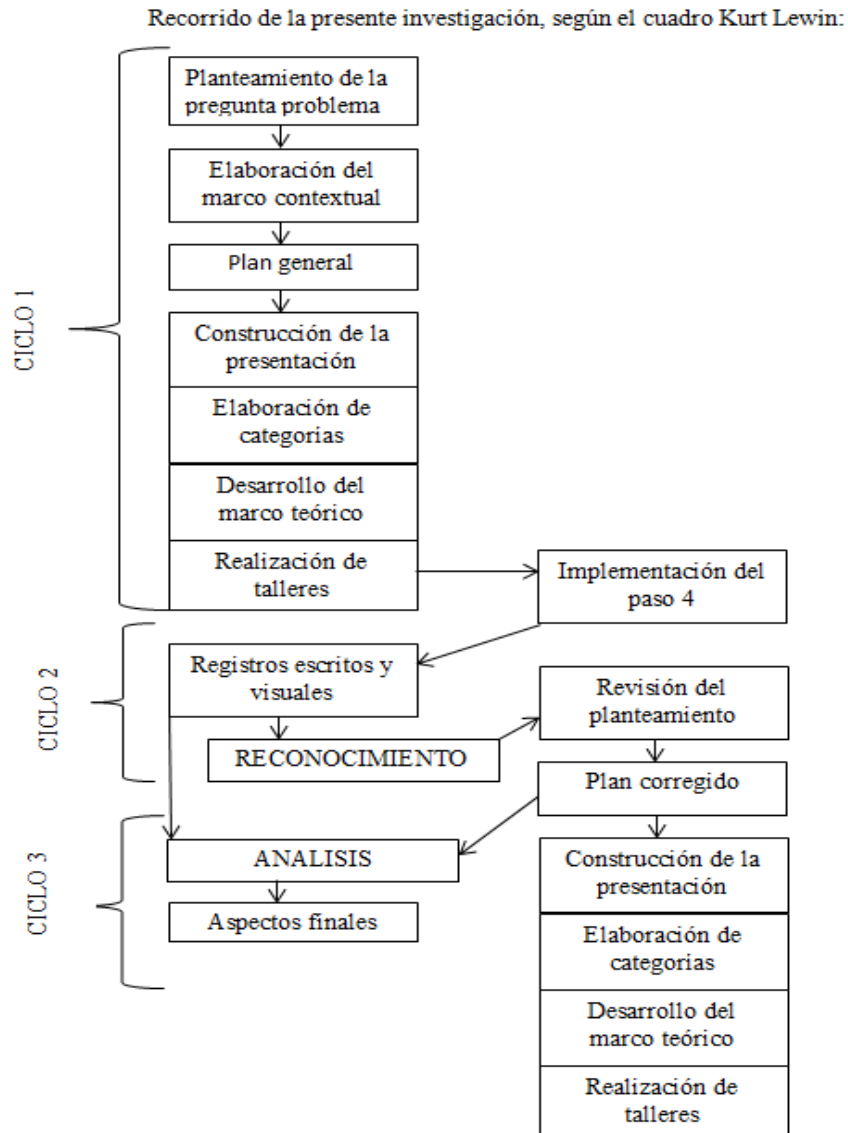 Recorrido de la presente investigación, según el cuadro Kurt Lewin:
CICLO 1
Planteamiento de la
pregunta problema
Elaboración del
marco contextual
Plan general
Construcción de la
presentación
Elaboración de
categorias
Desarrollo del
marco teórico
Realización de
talleres
Implementación del
paso 4
CICLO 2
Registros escritos y
visuales
RECONOCIMIENTO
Revisión del
planteamiento
Plan corregido
CICLO 3
ANALISIS
Aspectos finales
Construcción de la
presentación
Elaboración de
categorias
Desarrollo del
marco teórico
Realización de
talleres